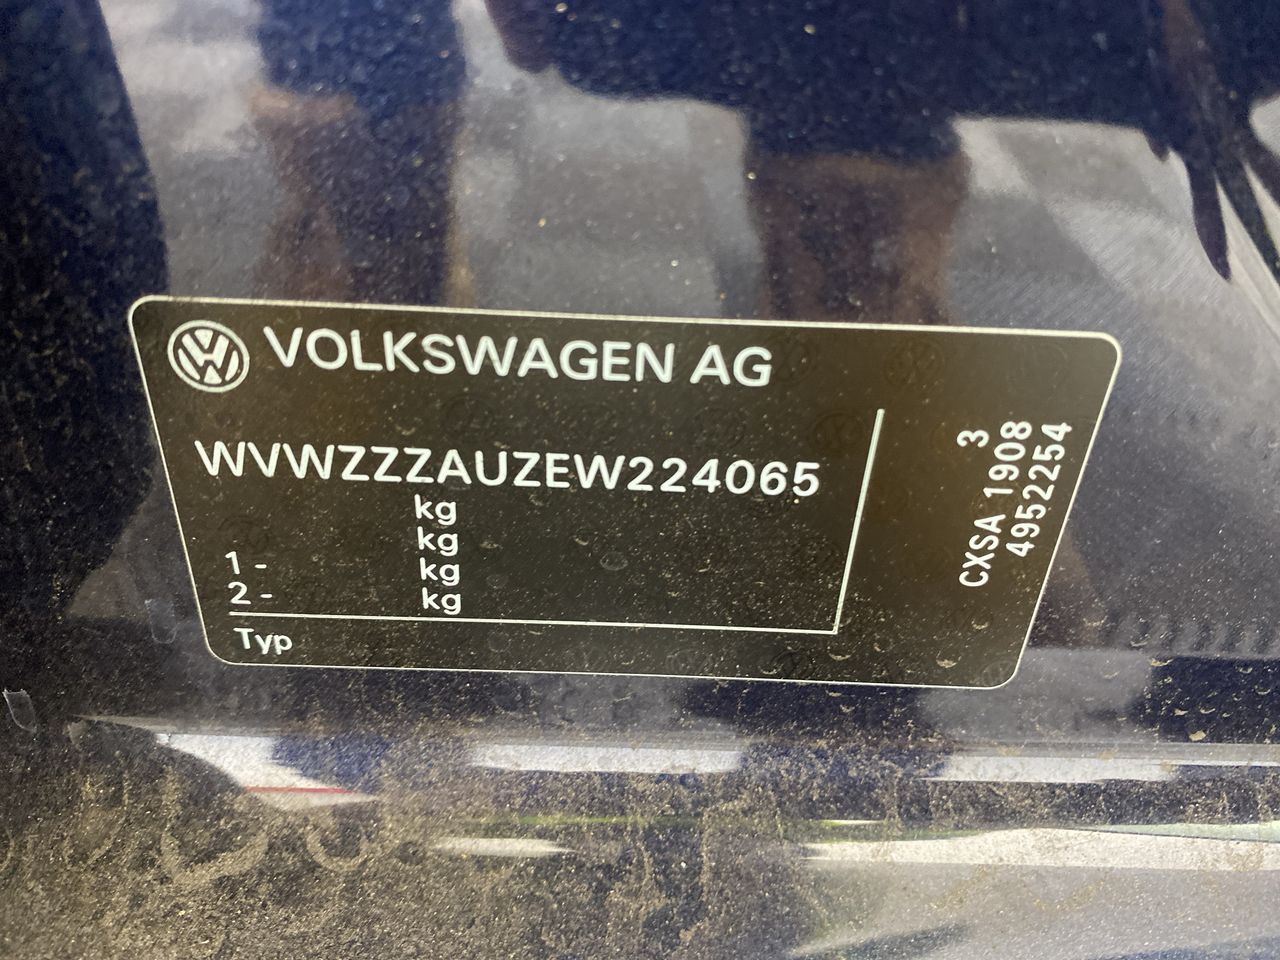 VOLKSWAGEN AG
WVWZZZAUZEW224065
kg
kg
1 - kg
2 - kg
Typ
3
CXSA 1908
4952254